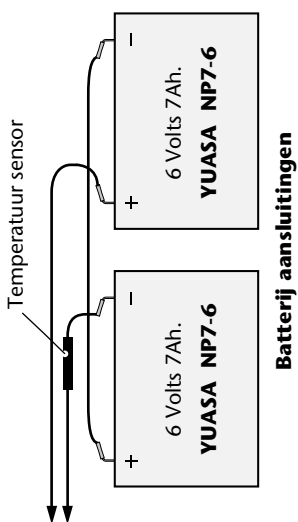 Temperatuur sensor
+ –
6 Volts 7Ah.
YUASA NP7-6
+ –
6 Volts 7Ah.
YUASA NP7-6
Batterij aansluitingen